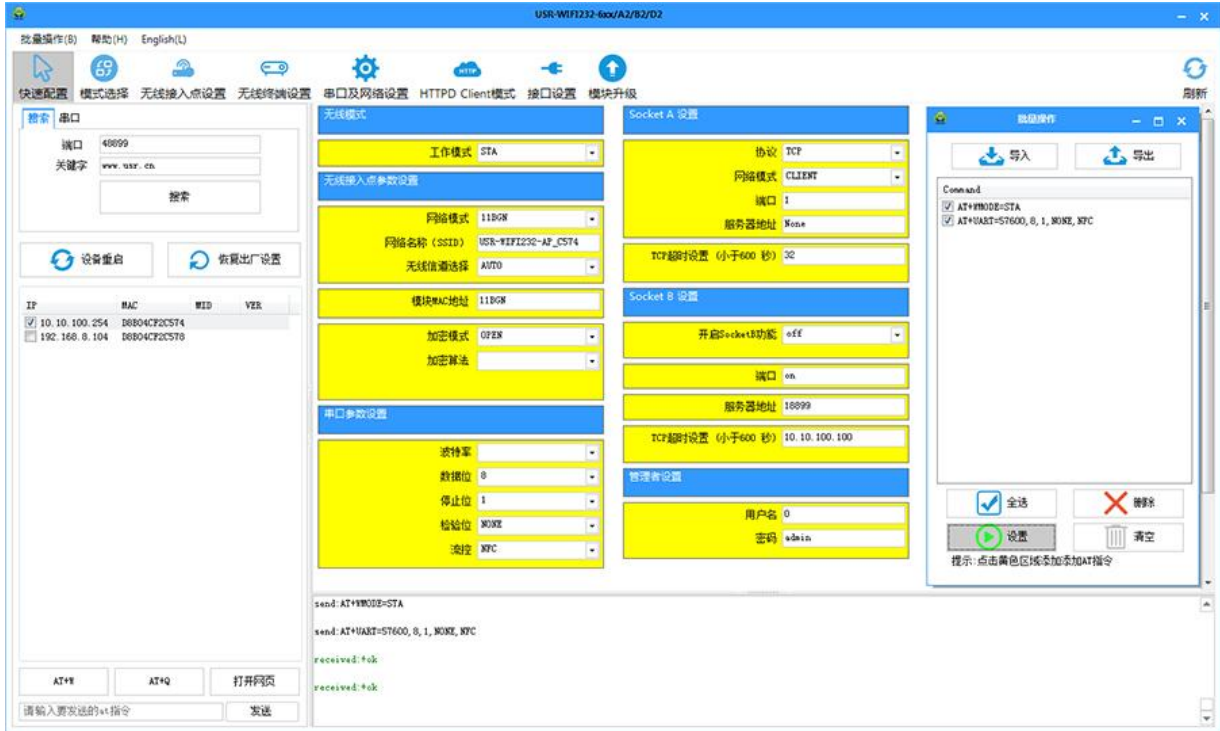 USR-WIFI232-6xx/A2/B2/D2
批量操作(B) 帮助(H) English(L)
快速配置 模式选择 无线接入点设置 无线终端设置 串口及网络设置 HTTPD Client模式 接口设置 模块升级 刷新
HTTP
搜索 串口
端口 48899
关键字 www.usr.cn
搜索
设备重启 恢复出厂设置
IP MAC MID VER
10.10.100.254 D8B04CF2C574
192.168.8.104 D8B04CF2C578
AT+W AT+Q 打开网页
请输入要发送的at指令 发送
无线模式
工作模式 STA
无线接入点参数设置
网络模式 11BGN
网络名称 (SSID) USR-WIFI232-AP_C574
无线信道选择 AUTO
模块MAC地址 11BGN
加密模式 OPEN
加密算法
串口参数设置
波特率
数据位 8
停止位 1
检验位 NONE
流控 NFC
Socket A 设置
协议 TCP
网络模式 CLIENT
端口 1
服务器地址 None
TCP超时设置 (小于600 秒) 32
Socket B 设置
开启SocketB功能 off
端口 on
服务器地址 18899
TCP超时设置 (小于600 秒) 10.10.100.100
管理者设置
用户名 0
密码 admin
批量操作
导入 导出
Command
AT+WMODE=STA
AT+UART=57600,8,1,NONE,NFC
全选 删除
设置 清空
提示:点击黄色区域添加添加AT指令
send:AT+WMODE=STA
send:AT+UART=57600,8,1,NONE,NFC
received:+ok
received:+ok